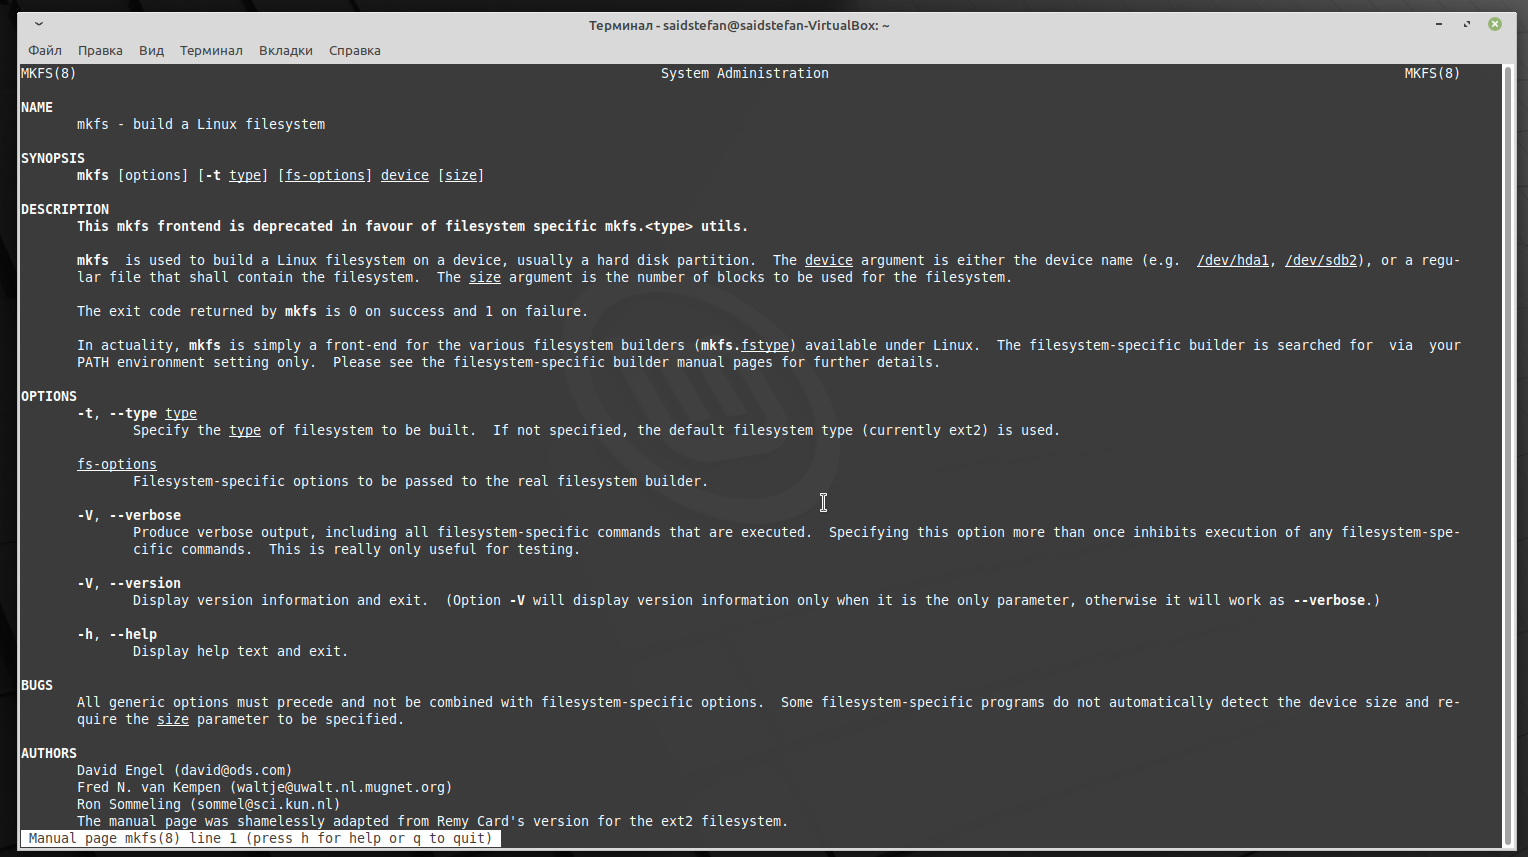 Терминал - saidstefan@saidstefan-VirtualBox: ~
Файл Правка Вид Терминал Вкладки Справка
MKFS(8) System Administration MKFS(8)
NAME
mkfs - build a Linux filesystem
SYNOPSIS
mkfs [options] [-t type] [fs-options] device [size]
DESCRIPTION
This mkfs frontend is deprecated in favour of filesystem specific mkfs.<type> utils.
mkfs  is used to build a Linux filesystem on a device, usually a hard disk partition.  The device argument is either the device name (e.g.  /dev/hda1, /dev/sdb2), or a regu-
lar file that shall contain the filesystem.  The size argument is the number of blocks to be used for the filesystem.
The exit code returned by mkfs is 0 on success and 1 on failure.
In actuality, mkfs is simply a front-end for the various filesystem builders (mkfs.fstype) available under Linux.  The filesystem-specific builder is searched for  via  your
PATH environment setting only.  Please see the filesystem-specific builder manual pages for further details.
OPTIONS
-t, --type type
Specify the type of filesystem to be built.  If not specified, the default filesystem type (currently ext2) is used.
fs-options
Filesystem-specific options to be passed to the real filesystem builder.
-V, --verbose
Produce verbose output, including all filesystem-specific commands that are executed.  Specifying this option more than once inhibits execution of any filesystem-spe-
cific commands.  This is really only useful for testing.
-V, --version
Display version information and exit.  (Option -V will display version information only when it is the only parameter, otherwise it will work as --verbose.)
-h, --help
Display help text and exit.
BUGS
All generic options must precede and not be combined with filesystem-specific options.  Some filesystem-specific programs do not automatically detect the device size and re-
quire the size parameter to be specified.
AUTHORS
David Engel (david@ods.com)
Fred N. van Kempen (waltje@uwalt.nl.mugnet.org)
Ron Sommeling (sommel@sci.kun.nl)
The manual page was shamelessly adapted from Remy Card's version for the ext2 filesystem.
Manual page mkfs(8) line 1 (press h for help or q to quit)